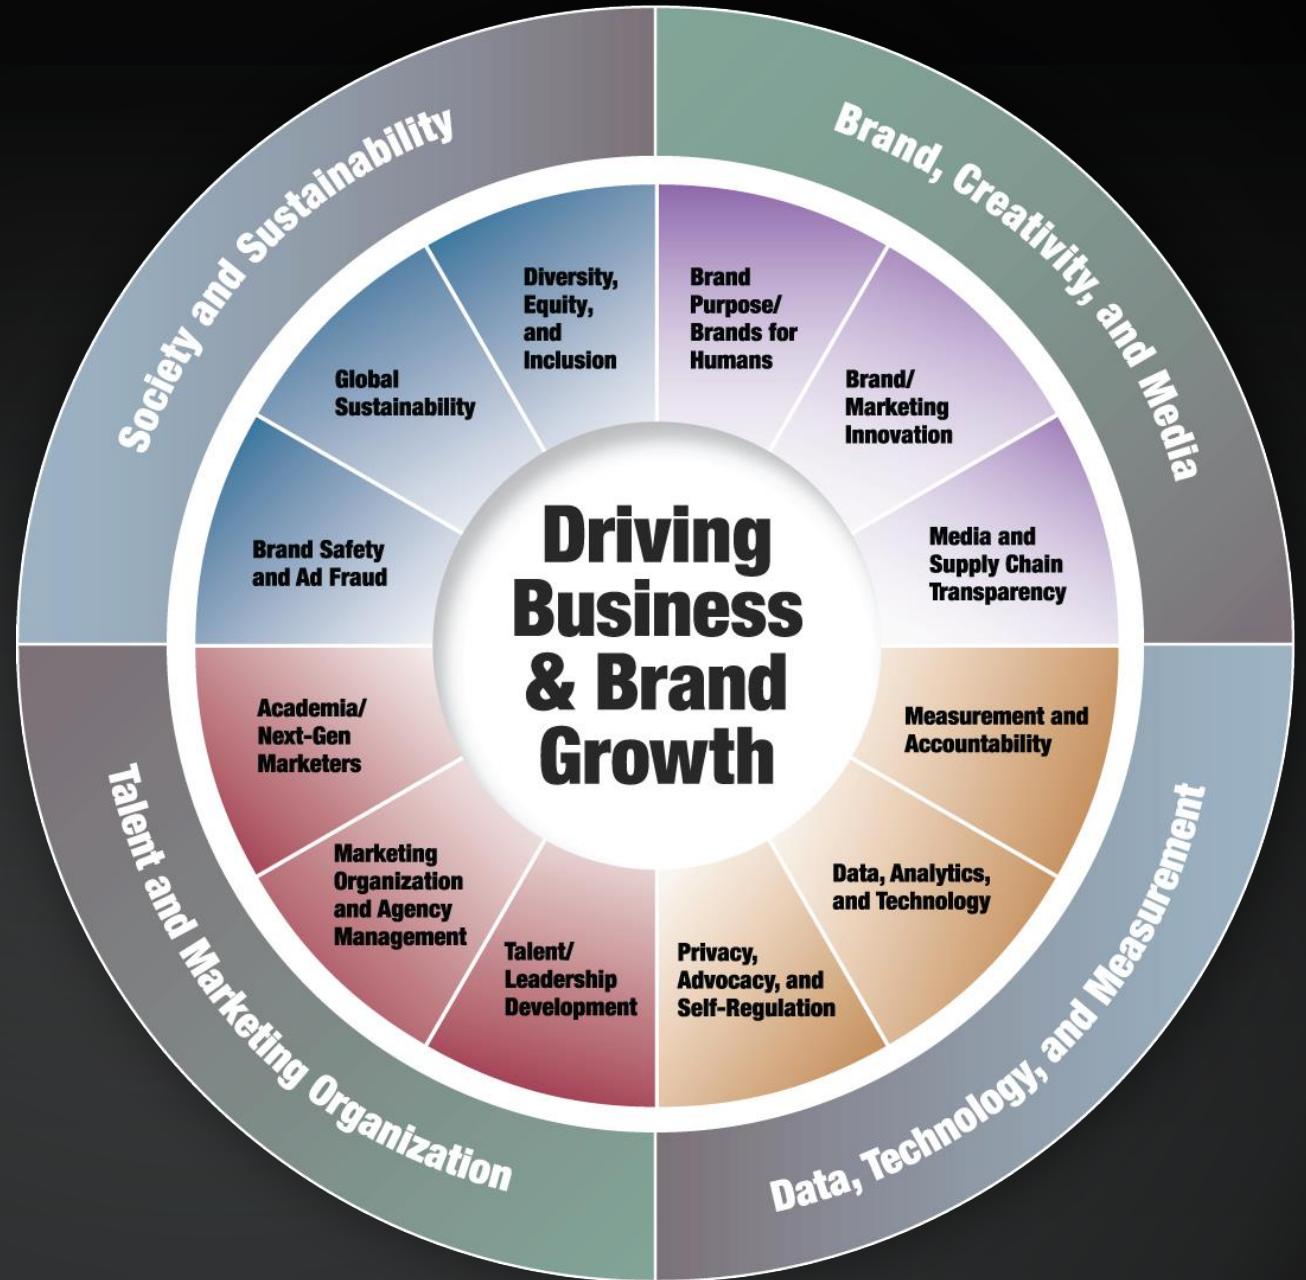 Society and Sustainability
Brand, Creativity, and Media
Diversity,
Equity,
and
Inclusion
Brand
Purpose/
Brands for
Humans
Global
Sustainability
Brand/
Marketing
Innovation
Brand Safety
and Ad Fraud
Media and
Supply Chain
Transparency
Driving
Business
& Brand
Growth
Academia/
Next-Gen
Marketers
Measurement and
Accountability
Marketing
Organization
and Agency
Management
Data, Analytics,
and Technology
Talent/
Leadership
Development
Privacy,
Advocacy, and
Self-Regulation
Talent and Marketing Organization
Data, Technology, and Measurement